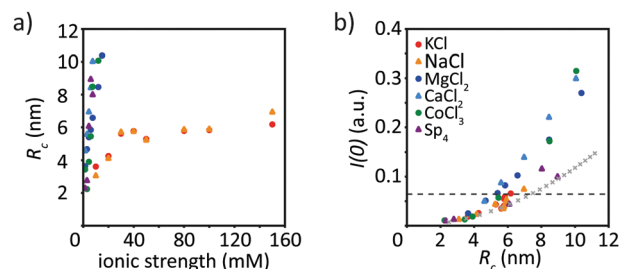 a)
R_c (nm)
12
10
8
6
4
2
0
40
80
120
160
ionic strength (mM)
b)
I(0) (a.u.)
0.4
0.3
0.2
0.1
0
0
2
4
6
8
10
12
R_c (nm)
KCl
NaCl
MgCl₂
CaCl₂
CoCl₃
Sp₄